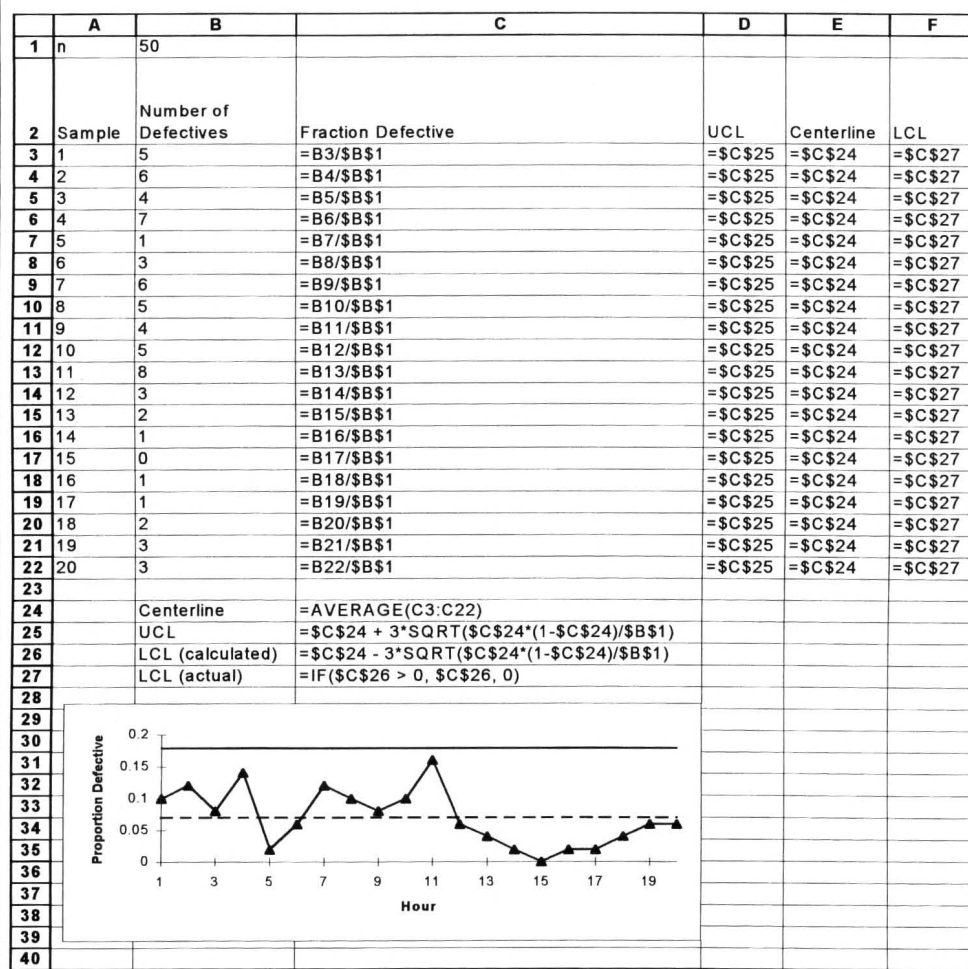 A B C D E F
1 n 50
2 Sample Number of Defectives Fraction Defective UCL Centerline LCL
3 1 5 =B3/$B$1 =$C$25 =$C$24 =$C$27
4 2 6 =B4/$B$1 =$C$25 =$C$24 =$C$27
5 3 4 =B5/$B$1 =$C$25 =$C$24 =$C$27
6 4 7 =B6/$B$1 =$C$25 =$C$24 =$C$27
7 5 1 =B7/$B$1 =$C$25 =$C$24 =$C$27
8 6 3 =B8/$B$1 =$C$25 =$C$24 =$C$27
9 7 6 =B9/$B$1 =$C$25 =$C$24 =$C$27
10 8 5 =B10/$B$1 =$C$25 =$C$24 =$C$27
11 9 4 =B11/$B$1 =$C$25 =$C$24 =$C$27
12 10 5 =B12/$B$1 =$C$25 =$C$24 =$C$27
13 11 8 =B13/$B$1 =$C$25 =$C$24 =$C$27
14 12 3 =B14/$B$1 =$C$25 =$C$24 =$C$27
15 13 2 =B15/$B$1 =$C$25 =$C$24 =$C$27
16 14 1 =B16/$B$1 =$C$25 =$C$24 =$C$27
17 15 0 =B17/$B$1 =$C$25 =$C$24 =$C$27
18 16 1 =B18/$B$1 =$C$25 =$C$24 =$C$27
19 17 1 =B19/$B$1 =$C$25 =$C$24 =$C$27
20 18 2 =B20/$B$1 =$C$25 =$C$24 =$C$27
21 19 3 =B21/$B$1 =$C$25 =$C$24 =$C$27
22 20 3 =B22/$B$1 =$C$25 =$C$24 =$C$27
23
24 Centerline =AVERAGE(C3:C22)
25 UCL =$C$24 + 3*SQRT($C$24*(1-$C$24)/$B$1)
26 LCL (calculated) =$C$24 - 3*SQRT($C$24*(1-$C$24)/$B$1)
27 LCL (actual) =IF($C$26 > 0, $C$26, 0)
28
29
30
31
32
33
34
35
36
37
38
39
40
Proportion Defective
0.2
0.15
0.1
0.05
0
1 3 5 7 9 11 13 15 17 19
Hour